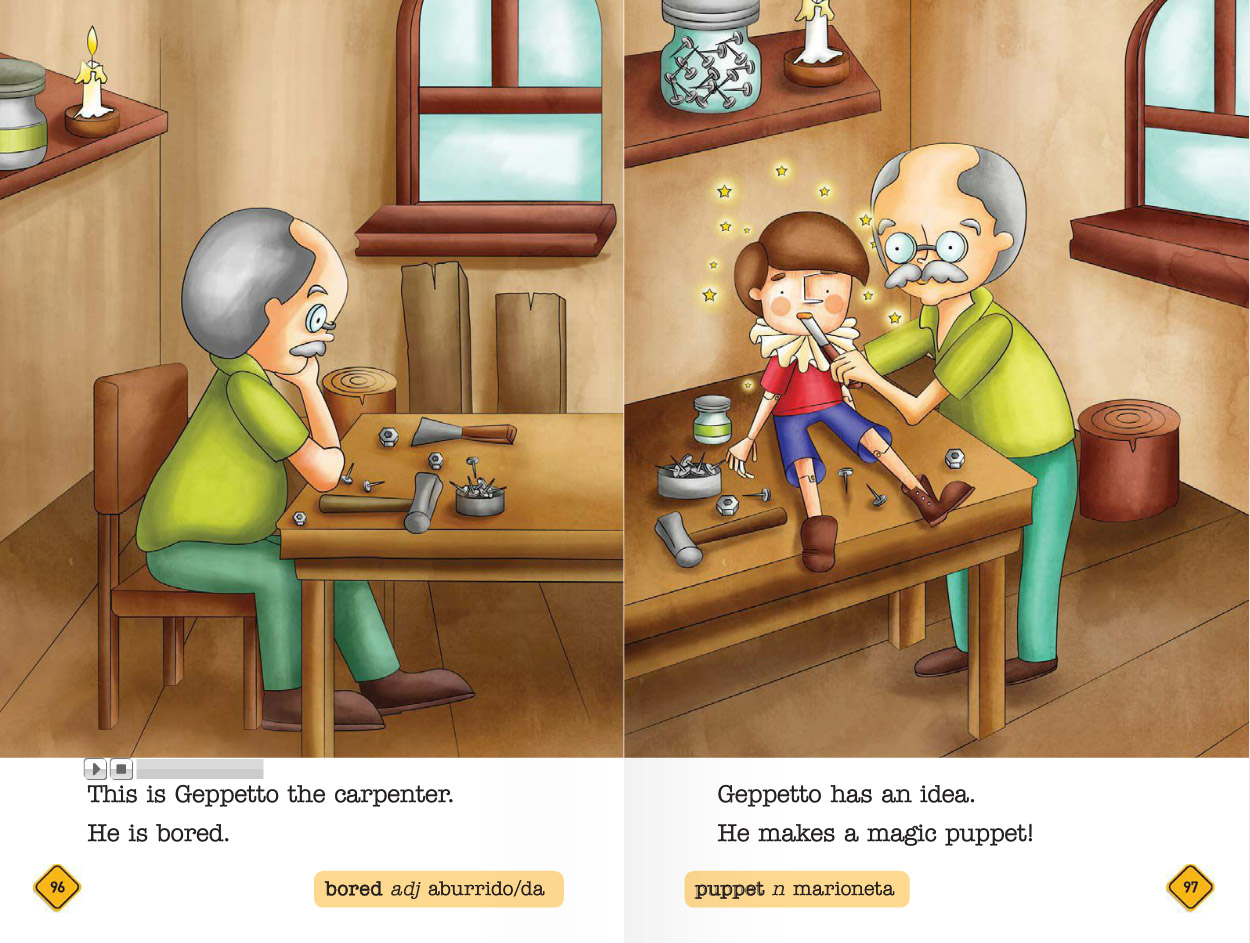 This is Geppetto the carpenter.
He is bored.
bored adj aburrido/da
96
Geppetto has an idea.
He makes a magic puppet!
puppet n marioneta
97